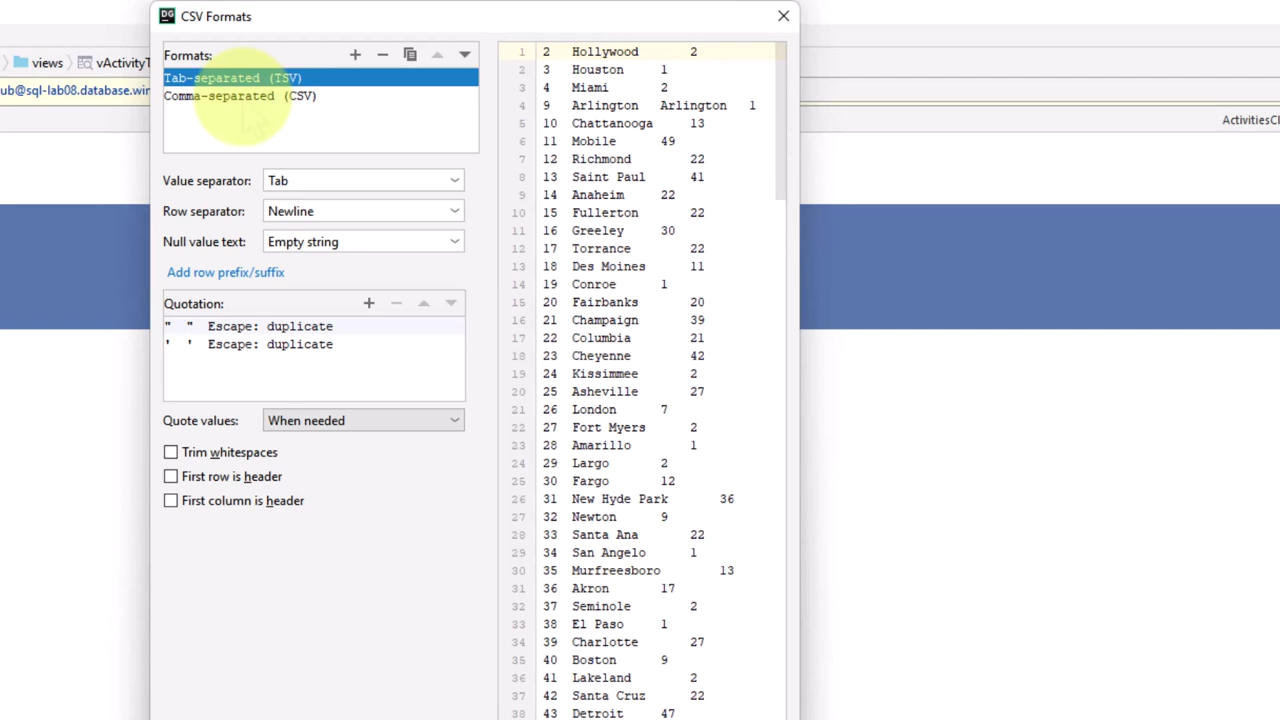 DG CSV Formats
views vActivityT
ub@sql-lab08.database.win
ActivitiesCl
Formats:
Tab-separated (TSV)
Comma-separated (CSV)
Value separator: Tab
Row separator: Newline
Null value text: Empty string
Add row prefix/suffix
Quotation:
" " Escape: duplicate
' ' Escape: duplicate
Quote values: When needed
Trim whitespaces
First row is header
First column is header
1 2 Hollywood 2
2 3 Houston 1
3 4 Miami 2
4 9 Arlington Arlington 1
5 10 Chattanooga 13
6 11 Mobile 49
7 12 Richmond 22
8 13 Saint Paul 41
9 14 Anaheim 22
10 15 Fullerton 22
11 16 Greeley 30
12 17 Torrance 22
13 18 Des Moines 11
14 19 Conroe 1
15 20 Fairbanks 20
16 21 Champaign 39
17 22 Columbia 21
18 23 Cheyenne 42
19 24 Kissimmee 2
20 25 Asheville 27
21 26 London 7
22 27 Fort Myers 2
23 28 Amarillo 1
24 29 Largo 2
25 30 Fargo 12
26 31 New Hyde Park 36
27 32 Newton 9
28 33 Santa Ana 22
29 34 San Angelo 1
30 35 Murfreesboro 13
31 36 Akron 17
32 37 Seminole 2
33 38 El Paso 1
34 39 Charlotte 27
35 40 Boston 9
36 41 Lakeland 2
37 42 Santa Cruz 22
38 43 Detroit 47